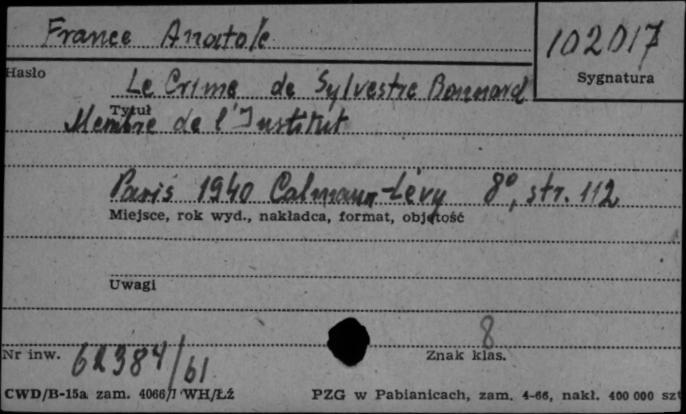 France Anatole
102017
Hasło
Sygnatura
Le Crime de Sylvestre Bonnard
Tytuł
Membre de l'Institut
Paris 1940 Calmann-Lévy 8°, str. 112
Miejsce, rok wyd., nakładca, format, objętość
Uwagi
8
Nr inw. 62384/61
Znak klas.
CWD/B-15a zam. 4066/I WH/Łź
PZG w Pabianicach, zam. 4-66, nakł. 400 000 szt